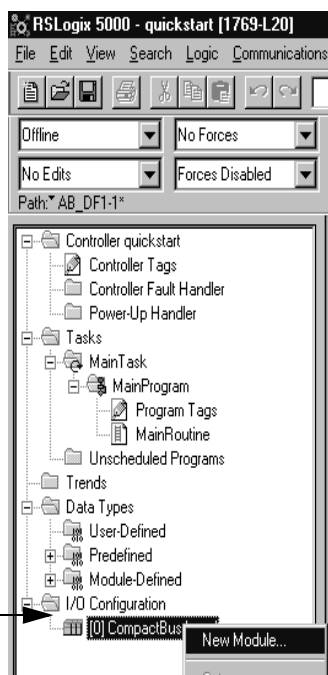 RSLogix 5000 - quickstart [1769-L20]
File Edit View Search Logic Communications
Offline No Forces
No Edits Forces Disabled
Path: AB_DF1-1*
Controller quickstart
Controller Tags
Controller Fault Handler
Power-Up Handler
Tasks
MainTask
MainProgram
Program Tags
MainRoutine
Unscheduled Programs
Trends
Data Types
User-Defined
Predefined
Module-Defined
I/O Configuration
[0] CompactBus
New Module...